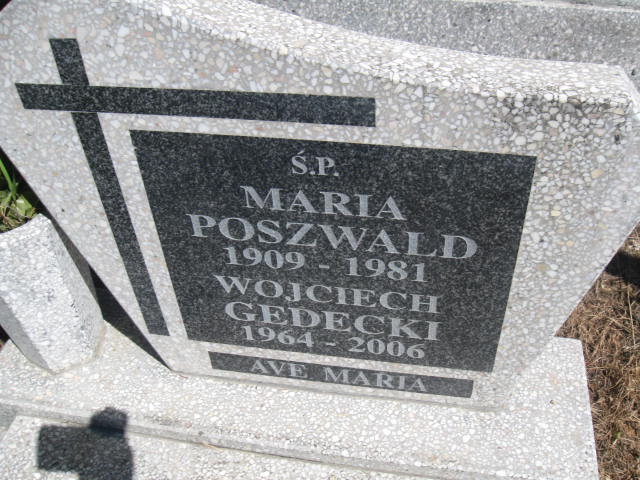 Ś.P.
MARIA
POSZWALD
1909 - 1981
WOJCIECH
GEDECKI
1964 - 2006
AVE MARIA